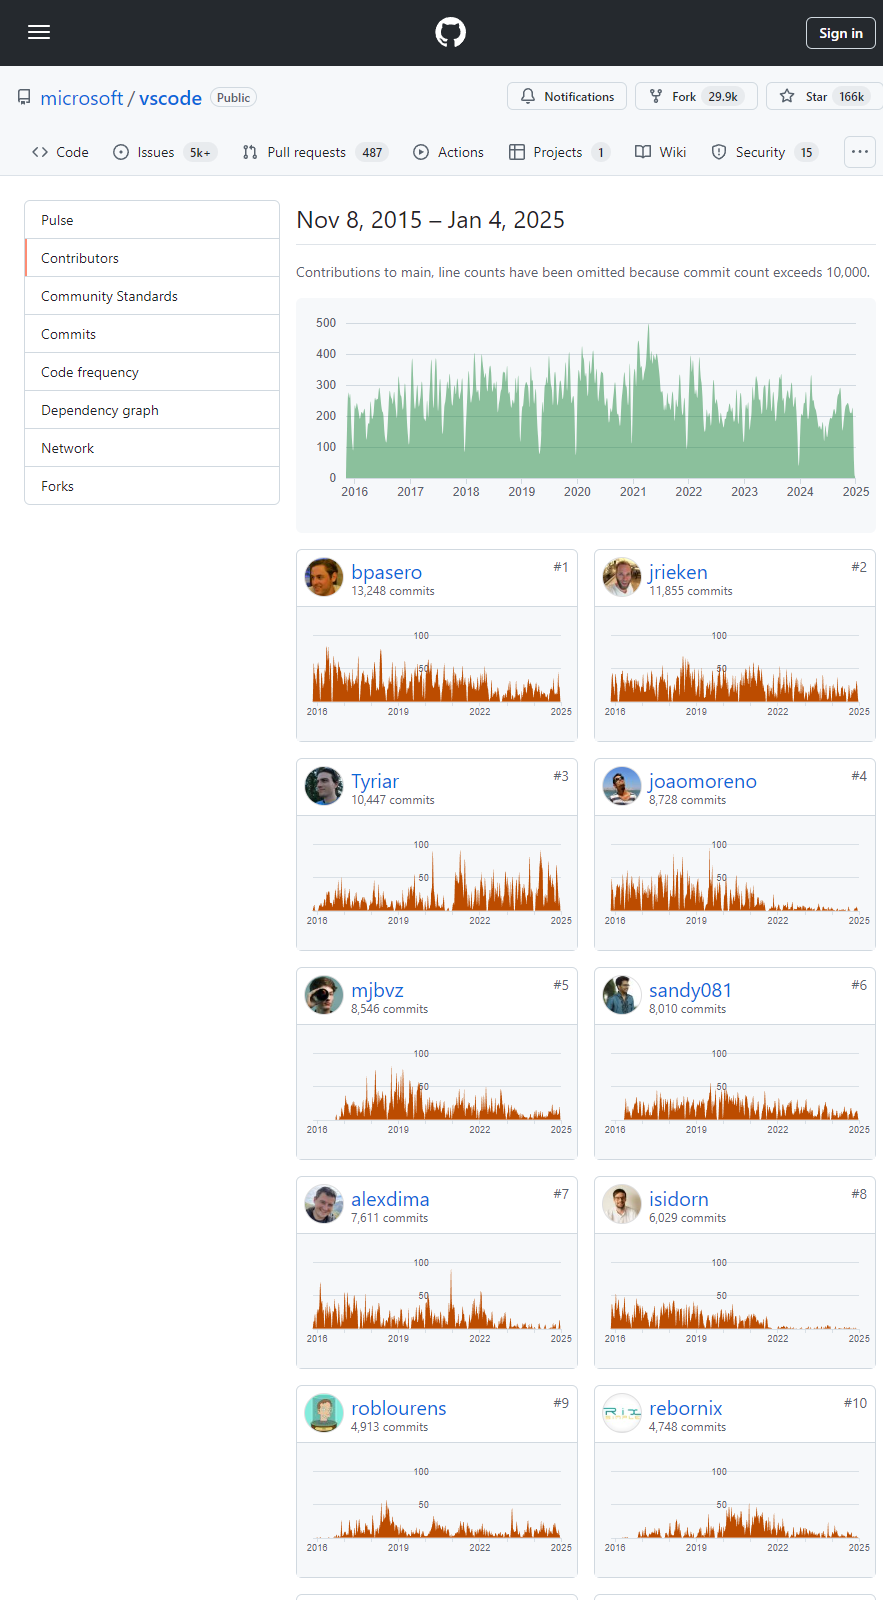 Sign in
microsoft / vscode Public
Notifications Fork 29.9k Star 166k
Code Issues 5k+ Pull requests 487 Actions Projects 1 Wiki Security 15
Pulse
Contributors
Community Standards
Commits
Code frequency
Dependency graph
Network
Forks
Nov 8, 2015 – Jan 4, 2025
Contributions to main, line counts have been omitted because commit count exceeds 10,000.
500
400
300
200
100
0
2016 2017 2018 2019 2020 2021 2022 2023 2024 2025
bpasero #1
13,248 commits
100
50
2016 2019 2022 2025
jrieken #2
11,855 commits
100
50
2016 2019 2022 2025
Tyriar #3
10,447 commits
100
50
2016 2019 2022 2025
joaomoreno #4
8,728 commits
100
50
2016 2019 2022 2025
mjbvz #5
8,546 commits
100
50
2016 2019 2022 2025
sandy081 #6
8,010 commits
100
50
2016 2019 2022 2025
alexdima #7
7,611 commits
100
50
2016 2019 2022 2025
isidorn #8
6,029 commits
100
50
2016 2019 2022 2025
roblourens #9
4,913 commits
100
50
2016 2019 2022 2025
rebornix #10
4,748 commits
100
50
2016 2019 2022 2025